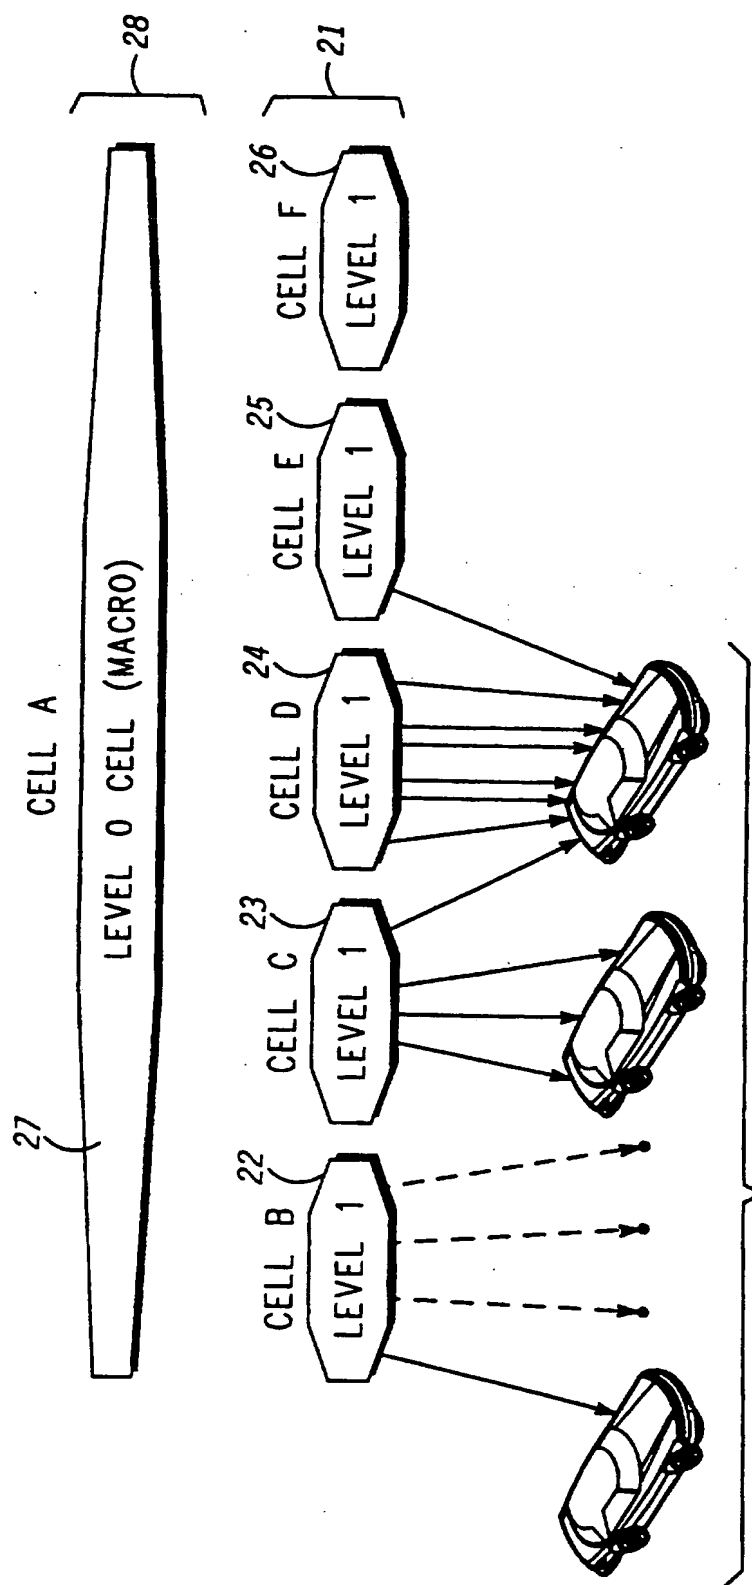 CELL A
27
LEVEL 0 CELL (MACRO)
28
CELL B
22
LEVEL 1
CELL C
23
LEVEL 1
CELL D
24
LEVEL 1
CELL E
25
LEVEL 1
CELL F
26
LEVEL 1
21